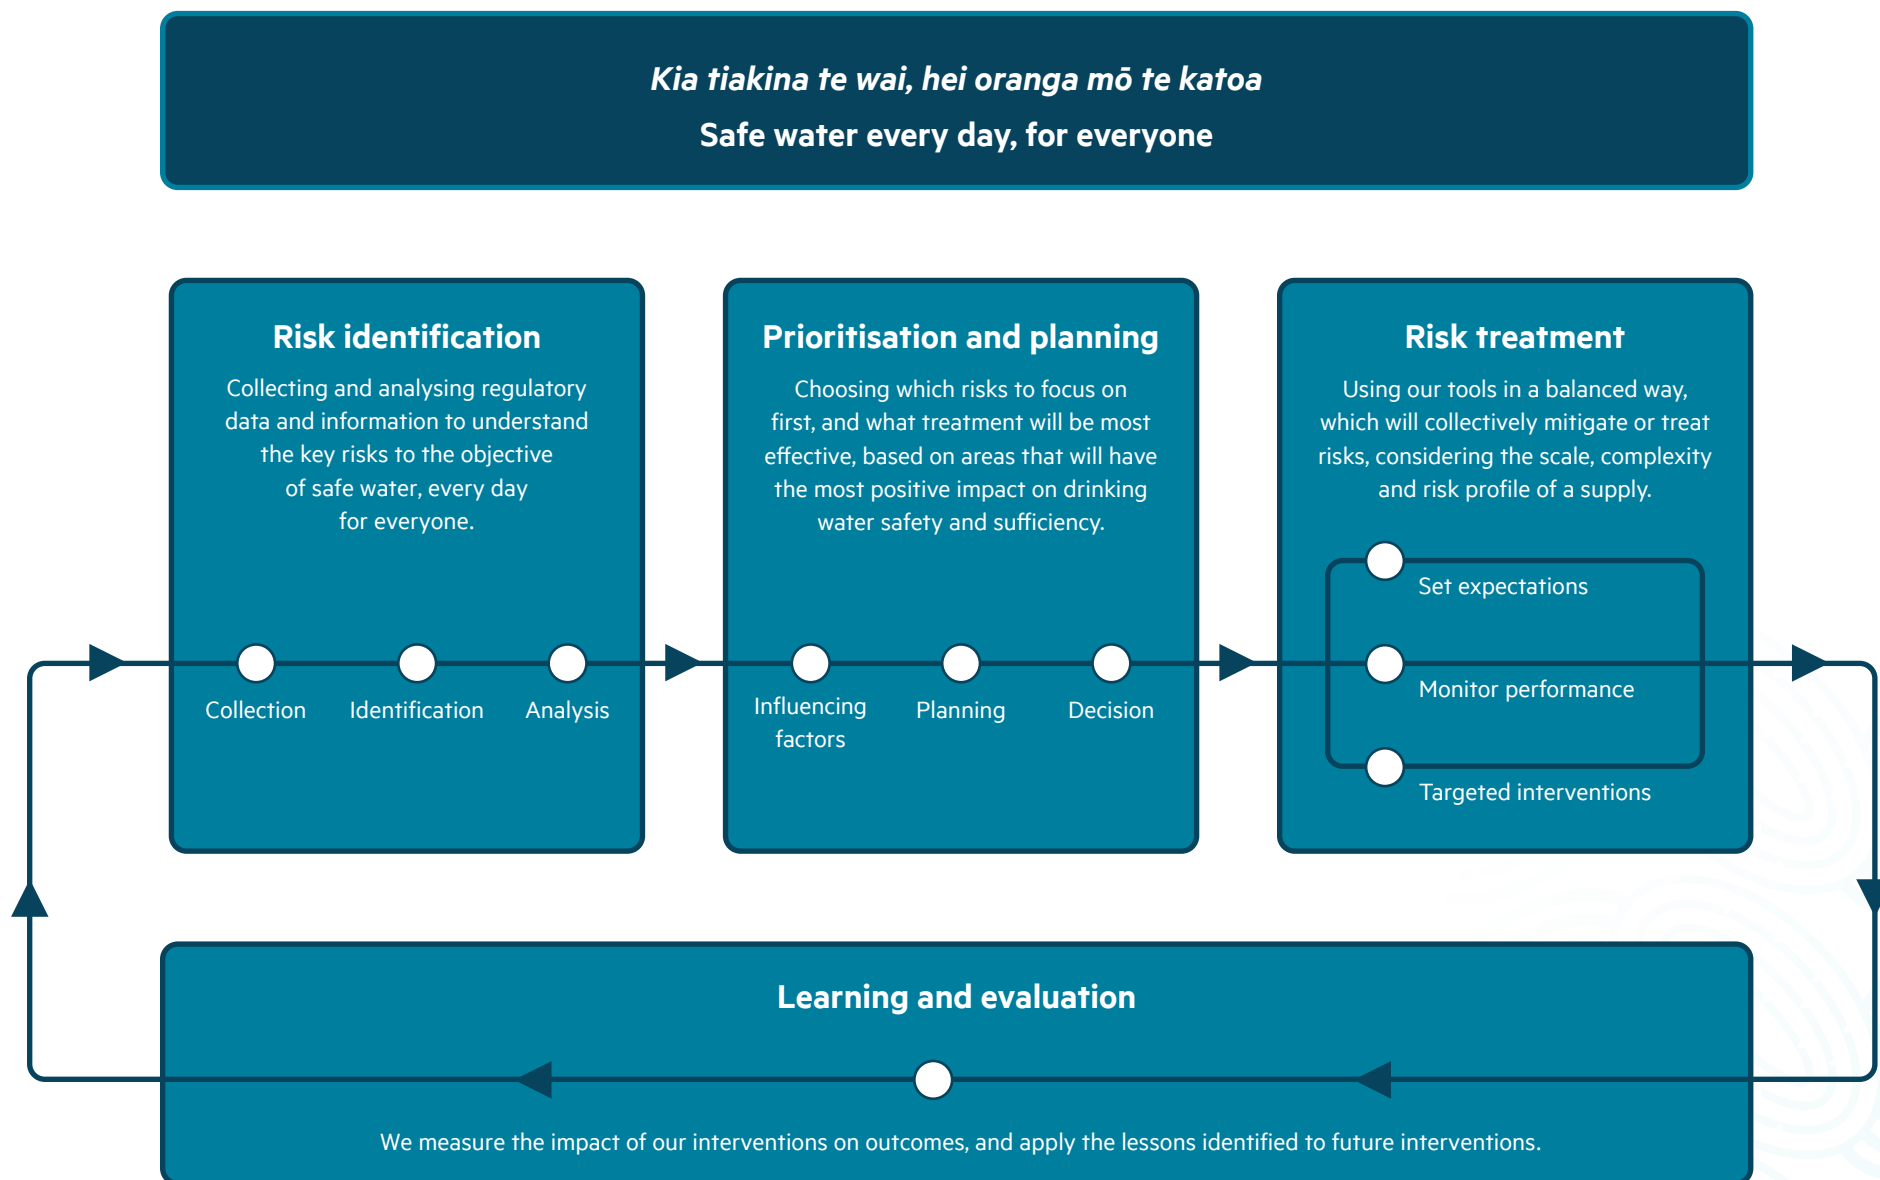 Kia tiakina te wai, hei oranga mō te katoa
Safe water every day, for everyone
Risk identification
Collecting and analysing regulatory
data and information to understand
the key risks to the objective
of safe water, every day
for everyone.
Collection
Identification
Analysis
Prioritisation and planning
Choosing which risks to focus on
first, and what treatment will be most
effective, based on areas that will have
the most positive impact on drinking
water safety and sufficiency.
Influencing
factors
Planning
Decision
Risk treatment
Using our tools in a balanced way,
which will collectively mitigate or treat
risks, considering the scale, complexity
and risk profile of a supply.
Set expectations
Monitor performance
Targeted interventions
Learning and evaluation
We measure the impact of our interventions on outcomes, and apply the lessons identified to future interventions.